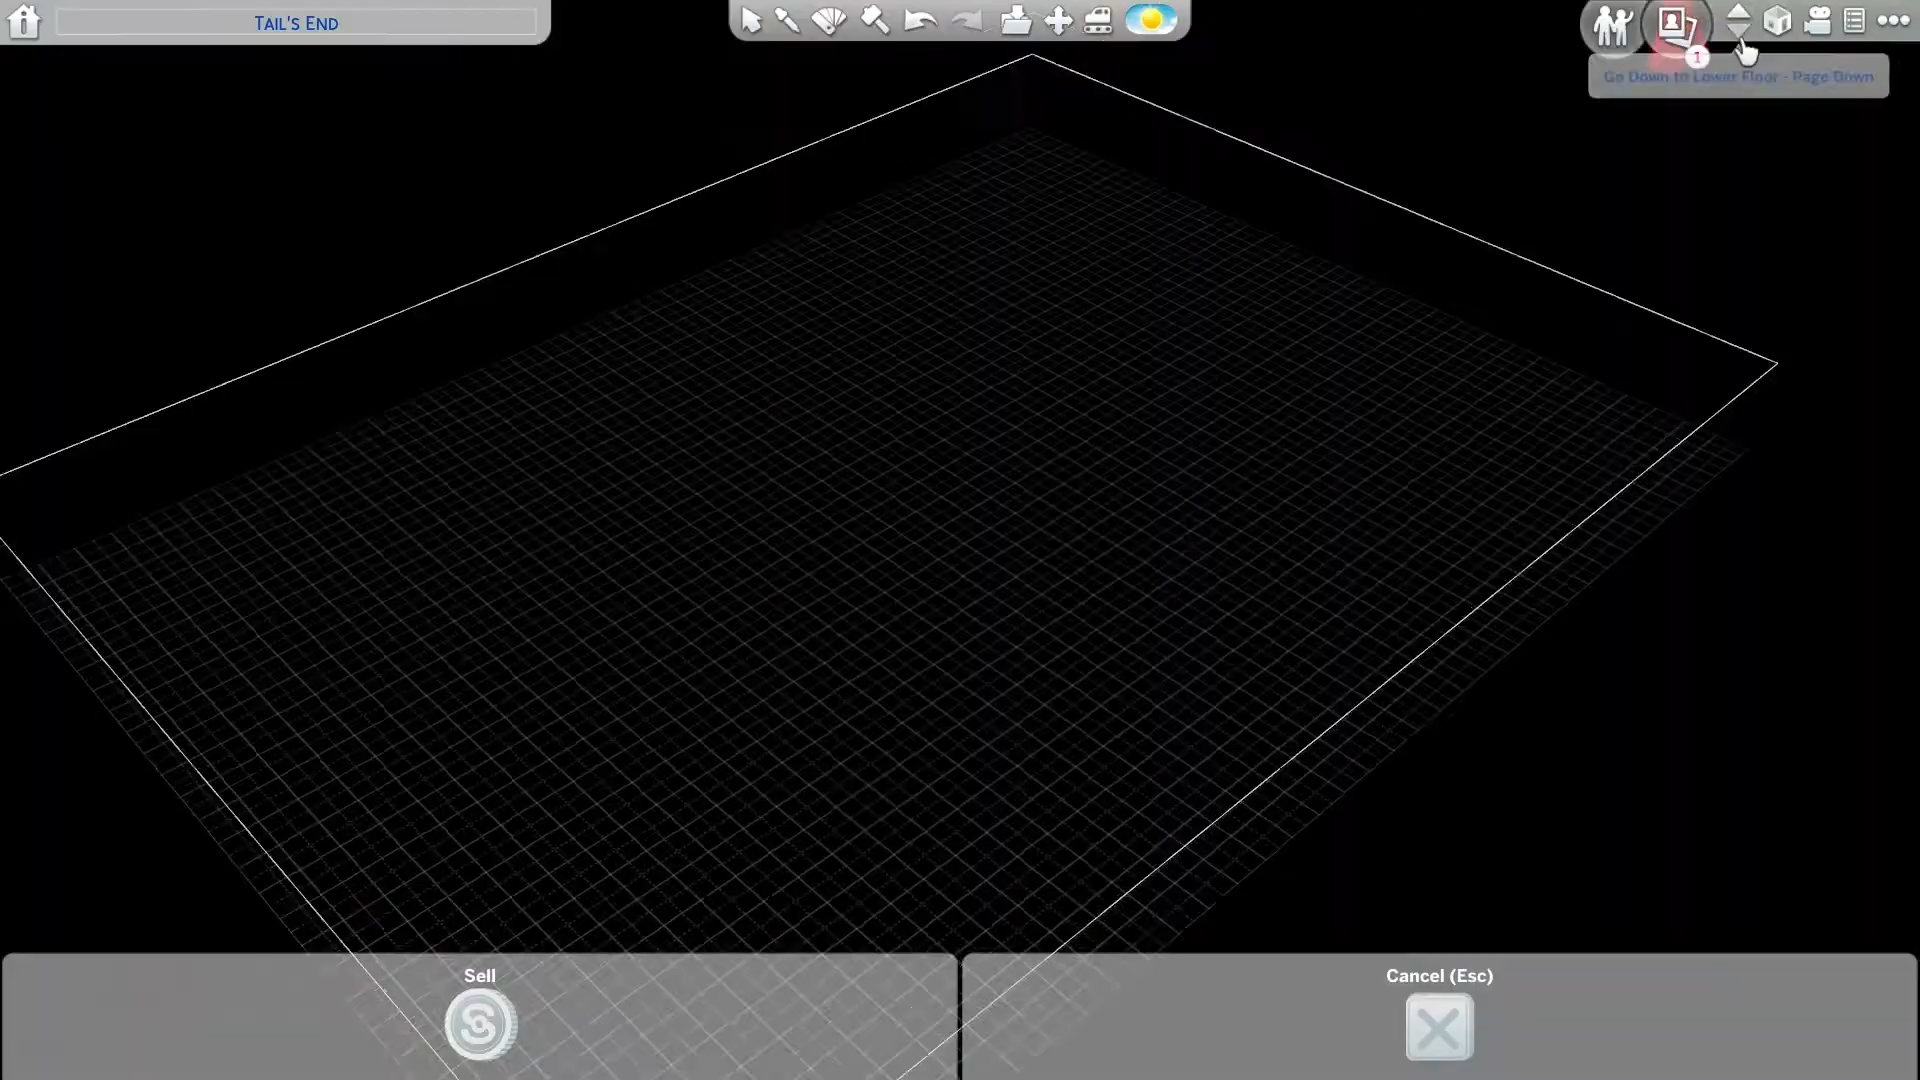 TAIL'S END
1
Go Down to Lower Floor - Page Down
Sell
Cancel (Esc)